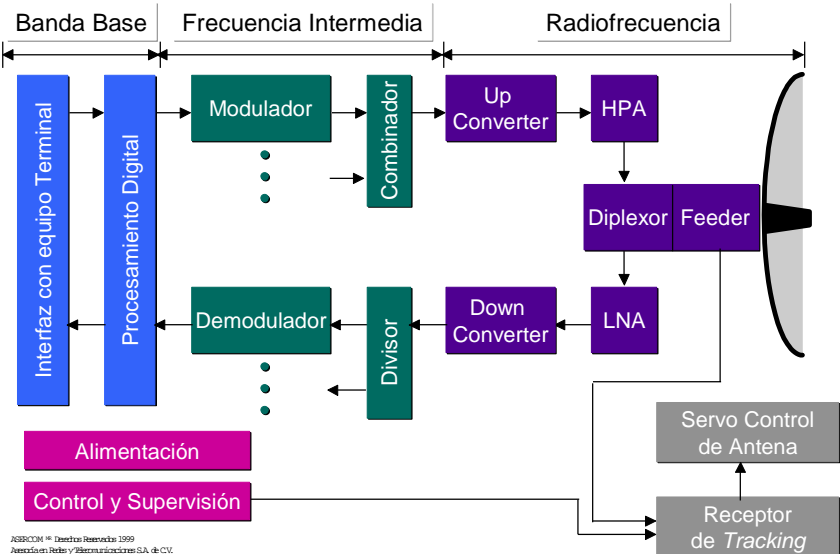 Banda Base
Frecuencia Intermedia
Radiofrecuencia
Interfaz con equipo Terminal
Procesamiento Digital
Modulador
Combinador
Up
Converter
HPA
Diplexor
Feeder
Demodulador
Divisor
Down
Converter
LNA
Alimentación
Control y Supervisión
Servo Control
de Antena
Receptor
de Tracking
ASERCOM MR Derechos Reservados 1999
Asesoría en Redes y Telecomunicaciones S.A. de C.V.